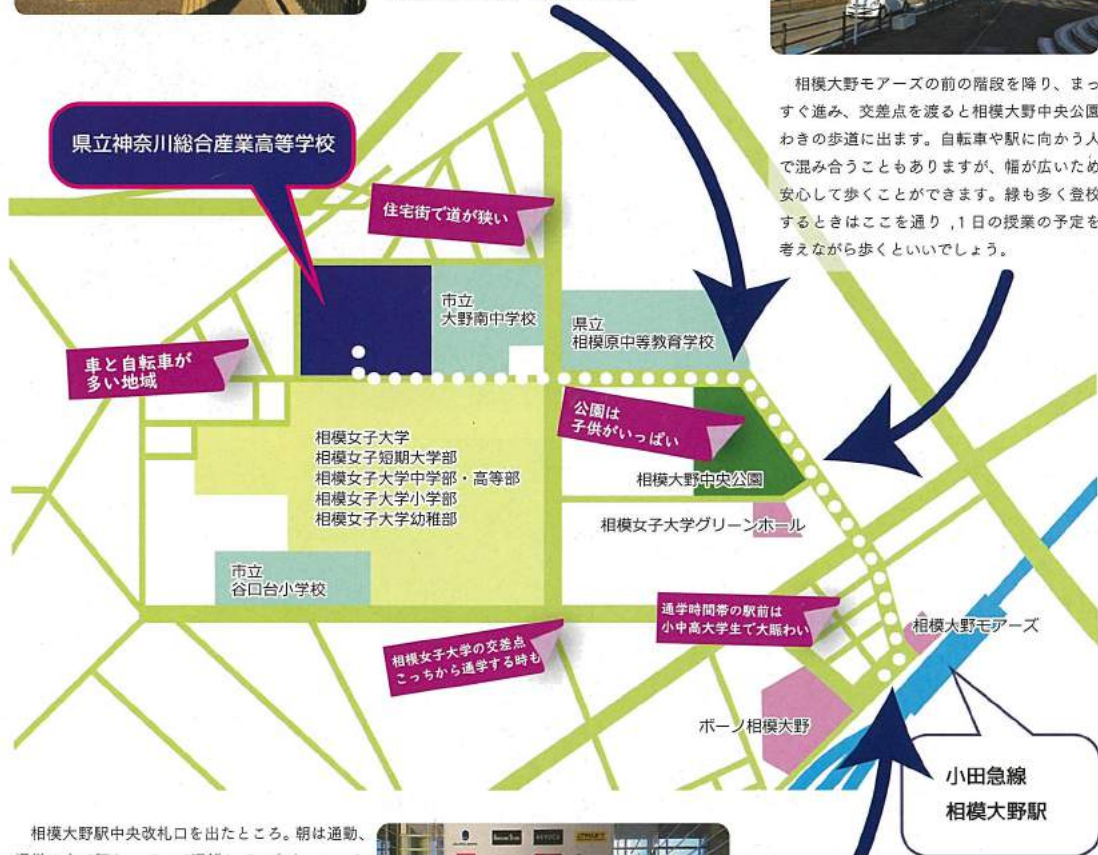 相模大野モアーズの前の階段を降り、まっ
すぐ進み、交差点を渡ると相模大野中央公園
わきの歩道に出ます。自転車や駅に向かう人
で混み合うこともありますが、幅が広いため
安心して歩くことができます。緑も多く登校
するときはここを通り ,1日の授業の予定を
考えながら歩くといいでしょう。
県立神奈川総合産業高等学校
住宅街で道が狭い
市立
大野南中学校
県立
相模原中等教育学校
車と自転車が
多い地域
公園は
子供がいっぱい
相模女子大学
相模女子短期大学部
相模女子大学中学部・高等部
相模女子大学小学部
相模女子大学幼稚部
相模大野中央公園
相模女子大学グリーンホール
市立
谷口台小学校
通学時間帯の駅前は
小中高大学生で大賑わい
相模大野モアーズ
相模女子大学の交差点
こっちから通学する時も
ボーノ相模大野
小田急線
相模大野駅
相模大野駅中央改札口を出たところ。朝は通勤、